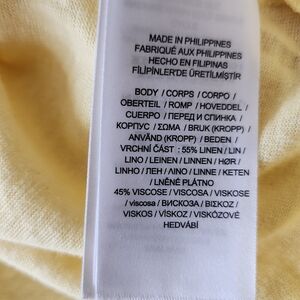 MADE IN PHILIPPINES
FABRIQUÉ AUX PHILIPPINES
HECHO EN FILIPINAS
FİLİPİNLER'DE ÜRETİLMİŞTİR
BODY / CORPS / CORPO /
OBERTEIL / ROMP / HOVEDDEL /
CUERPO / ПЕРЕД И СПИНКА /
КОРПУС / ΣΩΜΑ / BRUK (KROPP) /
ANVÄND (KROPP) / BEDEN /
VRCHNÍ ČÁST : 55% LINEN / LIN /
LINO / LEINEN / LINNEN / HØR /
LINHO / ЛЕН / ΛΙΝΟ / LINNE / KETEN
/ LNĚNÉ PLÁTNO
45% VISCOSE / VISCOSA / VISKOSE
/ viscosa / ВИСКОЗА / ΒΙΣΚΟΖ /
VISKOS / VİSKOZ / VISKÓZOVÉ
HEDVÁBÍ